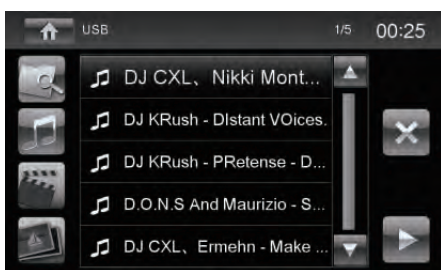 USB 1/5 00:25
DJ CXL、Nikki Mont...
DJ KRush - DIstant VOices.
DJ KRush - PRetense - D...
D.O.N.S And Maurizio - S...
DJ CXL、Ermehn - Make ...